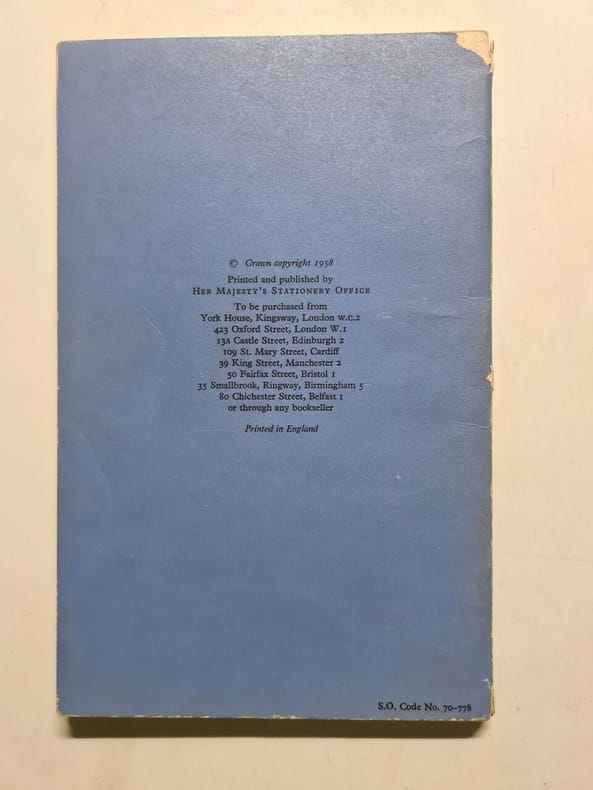 © Crown copyright 1958
Printed and published by
HER MAJESTY'S STATIONERY OFFICE
To be purchased from
York House, Kingsway, London W.C.2
423 Oxford Street, London W.1
13A Castle Street, Edinburgh 2
109 St. Mary Street, Cardiff
39 King Street, Manchester 2
50 Fairfax Street, Bristol 1
35 Smallbrook, Ringway, Birmingham 5
80 Chichester Street, Belfast 1
or through any bookseller
Printed in England
S.O. Code No. 70-778